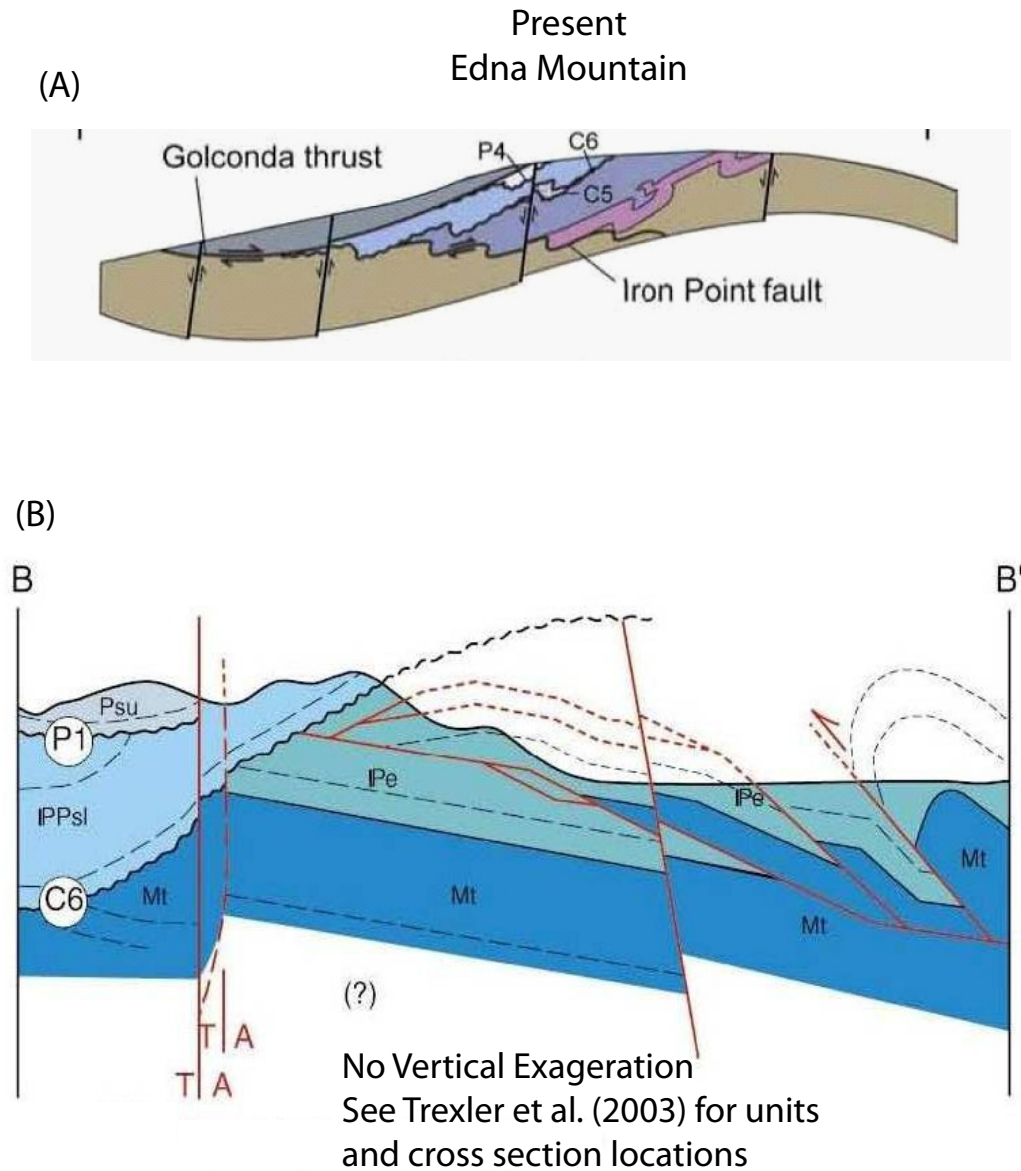 Present
Edna Mountain
(A)
Golconda thrust
P4
C6
C5
Iron Point fault
(B)
B
B'
Psu
P1
IPe
IPe
IPPsl
Mt
C6
Mt
Mt
Mt
(?)
T A
T A
No Vertical Exageration
See Trexler et al. (2003) for units
and cross section locations